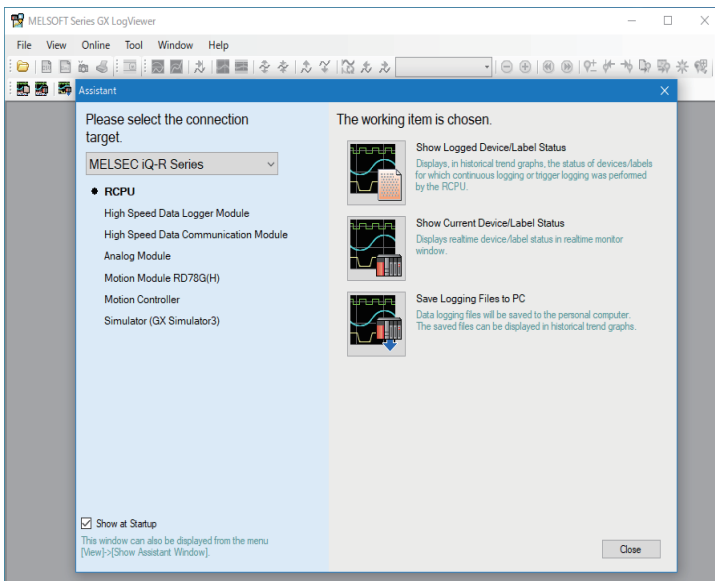 MELSOFT Series GX LogViewer
File View Online Tool Window Help
Assistant
Please select the connection
target.
MELSEC iQ-R Series
RCPU
High Speed Data Logger Module
High Speed Data Communication Module
Analog Module
Motion Module RD78G(H)
Motion Controller
Simulator (GX Simulator3)
Show at Startup
This window can also be displayed from the menu
[View]->[Show Assistant Window].
The working item is chosen.
Show Logged Device/Label Status
Displays, in historical trend graphs, the status of devices/labels
for which continuous logging or trigger logging was performed
by the RCPU.
Show Current Device/Label Status
Displays realtime device/label status in realtime monitor
window.
Save Logging Files to PC
Data logging files will be saved to the personal computer.
The saved files can be displayed in historical trend graphs.
Close